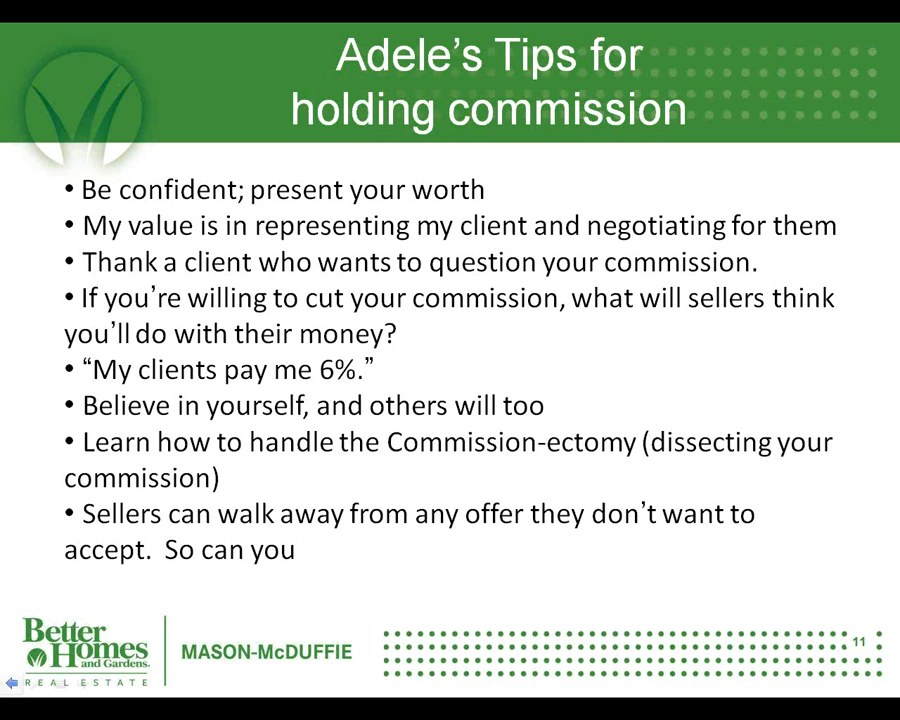 Adele’s Tips for
holding commission
• Be confident; present your worth
• My value is in representing my client and negotiating for them
• Thank a client who wants to question your commission.
• If you’re willing to cut your commission, what will sellers think
you’ll do with their money?
• “My clients pay me 6%.”
• Believe in yourself, and others will too
• Learn how to handle the Commission-ectomy (dissecting your
commission)
• Sellers can walk away from any offer they don’t want to
accept.  So can you
Better
Homes
and Gardens.
REAL ESTATE
MASON-McDUFFIE
11